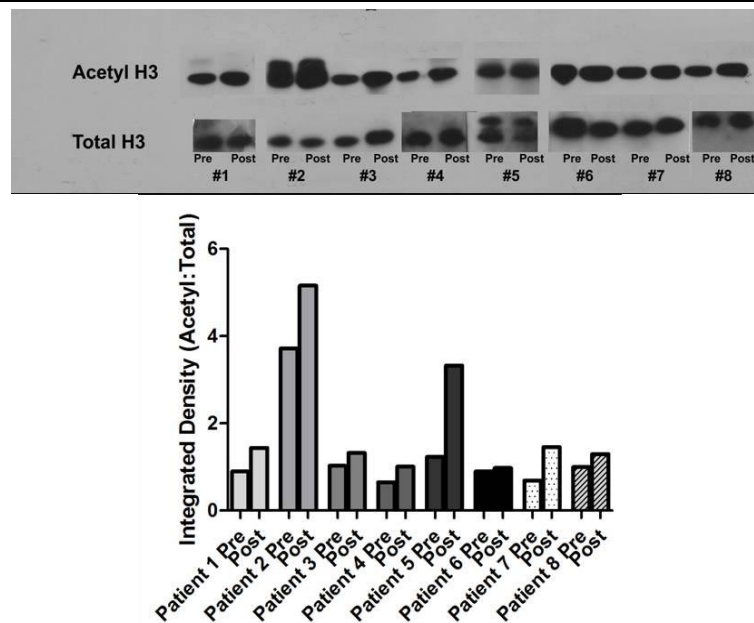 Acetyl H3
Total H3
Pre Post Pre Post Pre Post Pre Post Pre Post Pre Post Pre Post Pre Post
#1 #2 #3 #4 #5 #6 #7 #8
Integrated Density (Acetyl:Total)
6
4
2
0
Patient 1 Pre
Post
Patient 2 Pre
Post
Patient 3 Pre
Post
Patient 4 Pre
Post
Patient 5 Pre
Post
Patient 6 Pre
Post
Patient 7 Pre
Post
Patient 8 Pre
Post